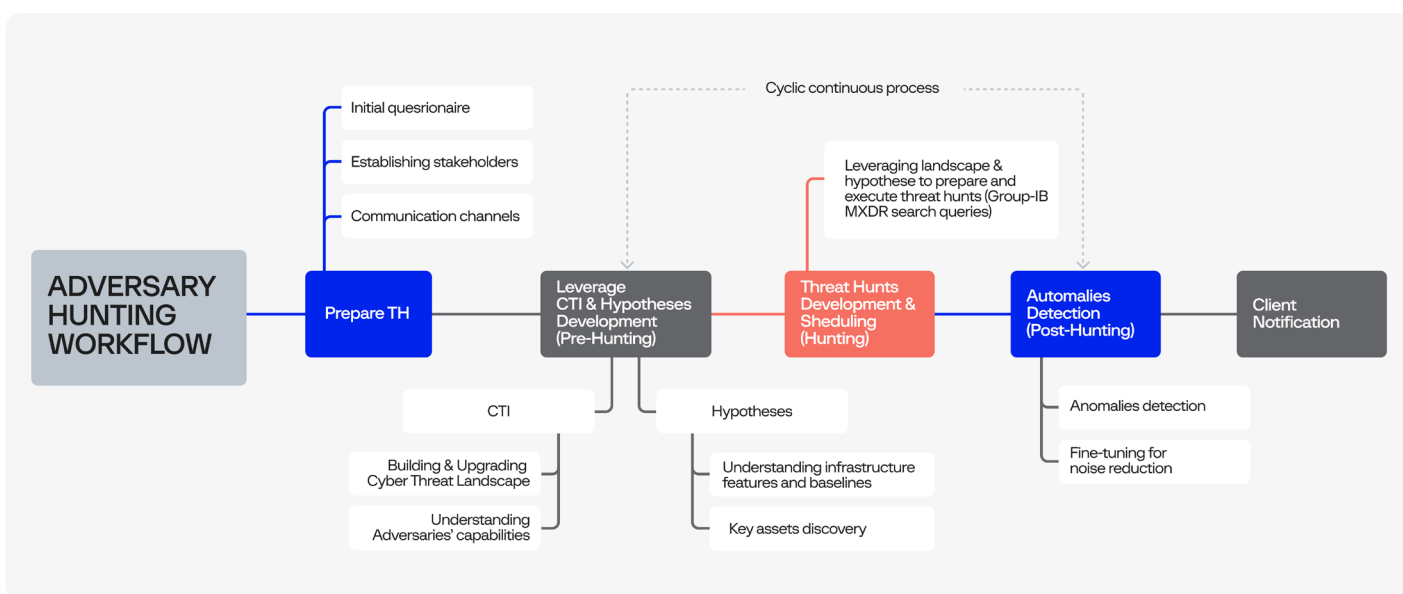 ADVERSARY
HUNTING
WORKFLOW
Prepare TH
Initial quesrionaire
Establishing stakeholders
Communication channels
Cyclic continuous process
Leverage
CTI & Hypotheses
Development
(Pre-Hunting)
CTI
Building & Upgrading
Cyber Threat Landscape
Understanding
Adversaries’ capabilities
Hypotheses
Understanding infrastructure
features and baselines
Key assets discovery
Threat Hunts
Development &
Sheduling
(Hunting)
Leveraging landscape &
hypothese to prepare and
execute threat hunts (Group-IB
MXDR search queries)
Automalies
Detection
(Post-Hunting)
Anomalies detection
Fine-tuning for
noise reduction
Client
Notification